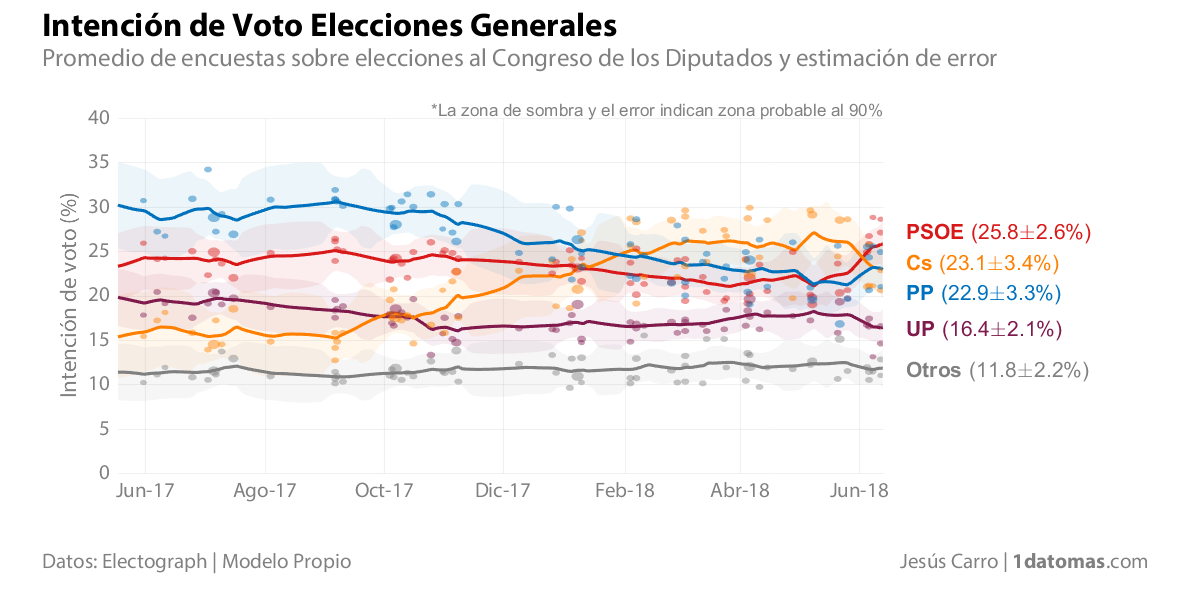 Intención de Voto Elecciones Generales
Promedio de encuestas sobre elecciones al Congreso de los Diputados y estimación de error
*La zona de sombra y el error indican zona probable al 90%
Intención de voto (%)
40
35
30
25
20
15
10
5
0
Jun-17 Ago-17 Oct-17 Dic-17 Feb-18 Abr-18 Jun-18
PSOE (25.8±2.6%)
Cs (23.1±3.4%)
PP (22.9±3.3%)
UP (16.4±2.1%)
Otros (11.8±2.2%)
Datos: Electograph | Modelo Propio
Jesús Carro | 1datomas.com